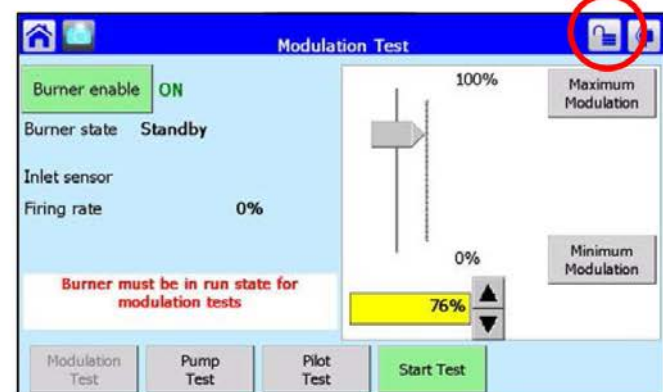 Modulation Test
Burner enable ON
Burner state Standby
Inlet sensor
Firing rate 0%
Burner must be in run state for
modulation tests
100%
0%
76%
Maximum
Modulation
Minimum
Modulation
Modulation
Test
Pump
Test
Pilot
Test
Start Test